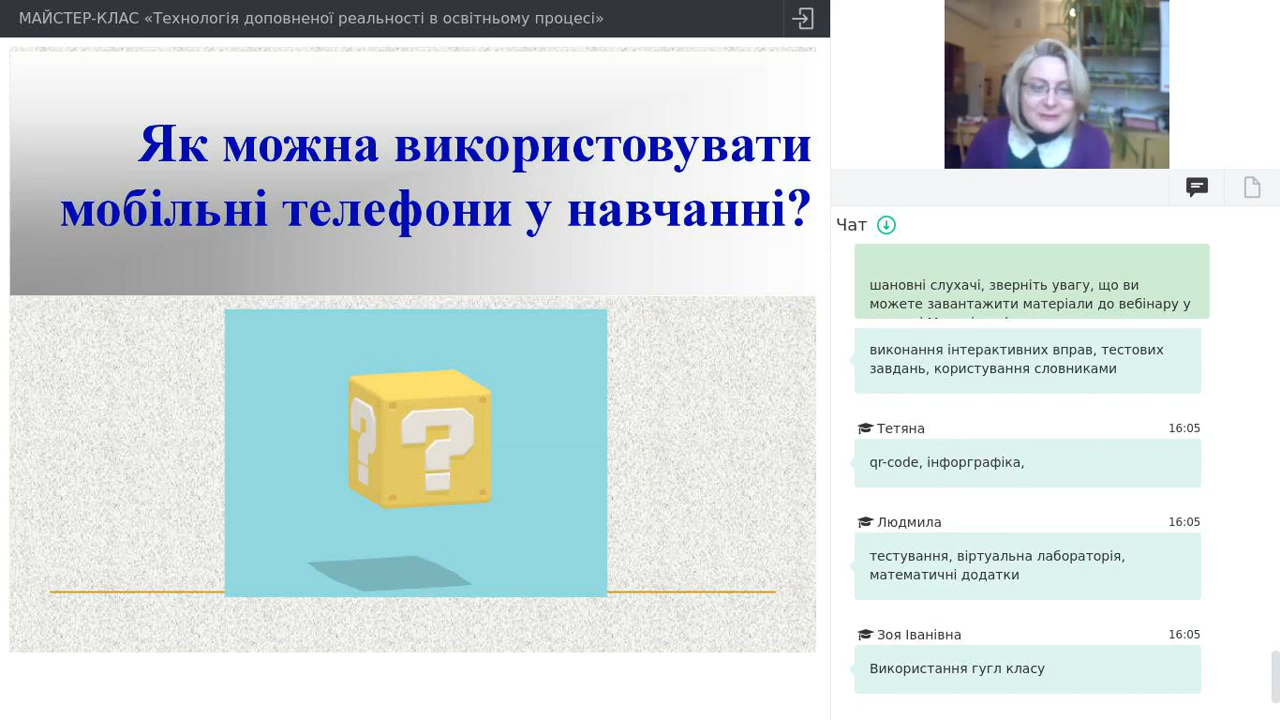 МАЙСТЕР-КЛАС «Технологія доповненої реальності в освітньому процесі»
Як можна використовувати
мобільні телефони у навчанні?
?
?
Чат
шановні слухачі, зверніть увагу, що ви
можете завантажити матеріали до вебінару у
виконання інтерактивних вправ, тестових
завдань, користування словниками
Тетяна 16:05
qr-code, інфорграфіка,
Людмила 16:05
тестування, віртуальна лабораторія,
математичні додатки
Зоя Іванівна 16:05
Використання гугл класу